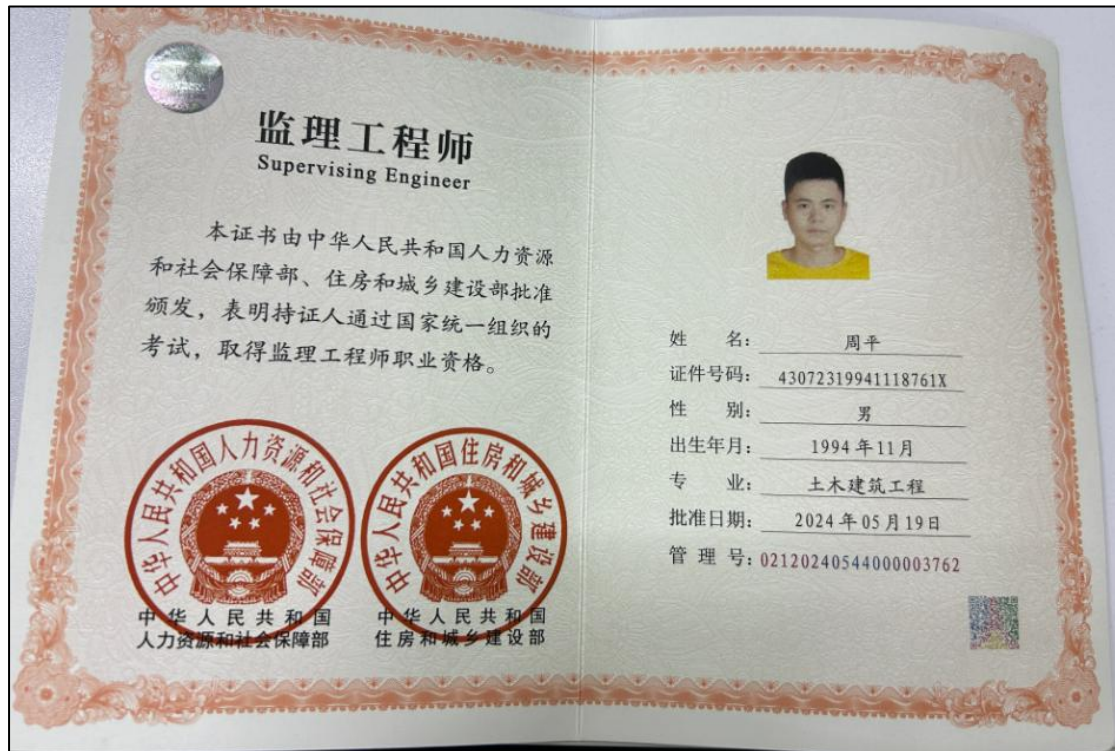 监理工程师
Supervising Engineer
本证书由中华人民共和国人力资源
和社会保障部、住房和城乡建设部批准
颁发，表明持证人通过国家统一组织的
考试，取得监理工程师职业资格。
中华人民共和国人力资源和社会保障部
中华人民共和国住房和城乡建设部
中华人民共和国
人力资源和社会保障部
中华人民共和国
住房和城乡建设部
姓 名：周平
证件号码：43072319941118761X
性 别：男
出生年月：1994年11月
专 业：土木建筑工程
批准日期：2024年05月19日
管 理 号：02120240544000003762